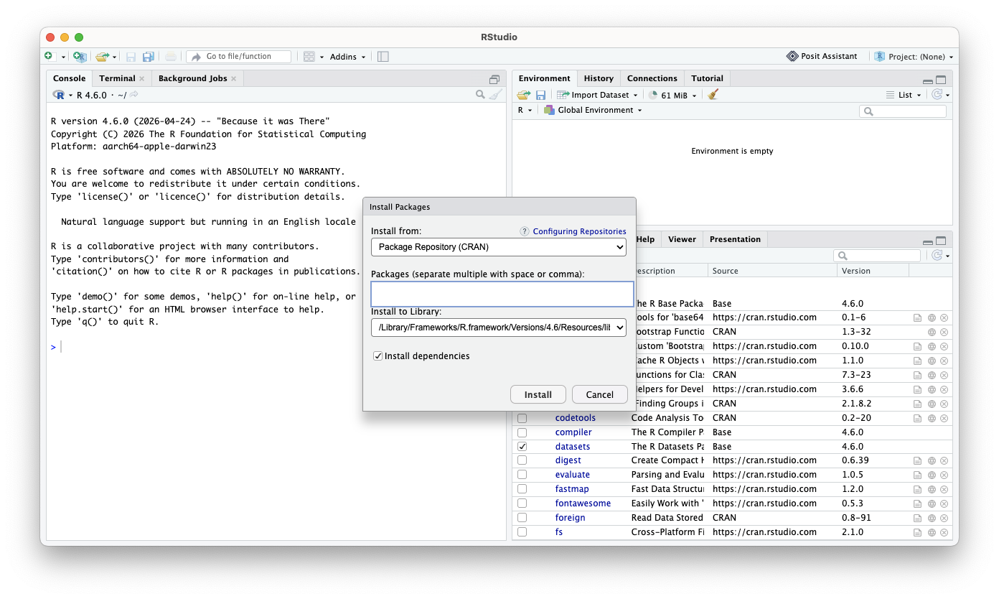 RStudio
Go to file/function
Addins
Posit Assistant
Project: (None)
Console
Terminal
Background Jobs
R 4.6.0 · ~/
R version 4.6.0 (2026-04-24) -- "Because it was There"
Copyright (C) 2026 The R Foundation for Statistical Computing
Platform: aarch64-apple-darwin23
R is free software and comes with ABSOLUTELY NO WARRANTY.
You are welcome to redistribute it under certain conditions.
Type 'license()' or 'licence()' for distribution details.
Natural language support but running in an English locale
R is a collaborative project with many contributors.
Type 'contributors()' for more information and
'citation()' on how to cite R or R packages in publications.
Type 'demo()' for some demos, 'help()' for on-line help, or
'help.start()' for an HTML browser interface to help.
Type 'q()' to quit R.
>
Install Packages
Install from:
? Configuring Repositories
Package Repository (CRAN)
Packages (separate multiple with space or comma):
Install to Library:
/Library/Frameworks/R.framework/Versions/4.6/Resources/lib
Install dependencies
Install
Cancel
Environment
History
Connections
Tutorial
Import Dataset
61 MiB
List
R
Global Environment
Environment is empty
Help
Viewer
Presentation
escription Source Version
he R Base Packa Base 4.6.0
ools for 'base64 https://cran.rstudio.com 0.1-6
ootstrap Functio CRAN 1.3-32
ustom 'Bootstra https://cran.rstudio.com 0.10.0
ache R Objects https://cran.rstudio.com 1.1.0
unctions for Clas CRAN 7.3-23
elpers for Devel https://cran.rstudio.com 3.6.6
Finding Groups i CRAN 2.1.8.2
codetools Code Analysis To CRAN 0.2-20
compiler The R Compiler P Base 4.6.0
datasets The R Datasets Pa Base 4.6.0
digest Create Compact H https://cran.rstudio.com 0.6.39
evaluate Parsing and Evalu https://cran.rstudio.com 1.0.5
fastmap Fast Data Structu https://cran.rstudio.com 1.2.0
fontawesome Easily Work with ' https://cran.rstudio.com 0.5.3
foreign Read Data Stored CRAN 0.8-91
fs Cross-Platform Fi https://cran.rstudio.com 2.1.0